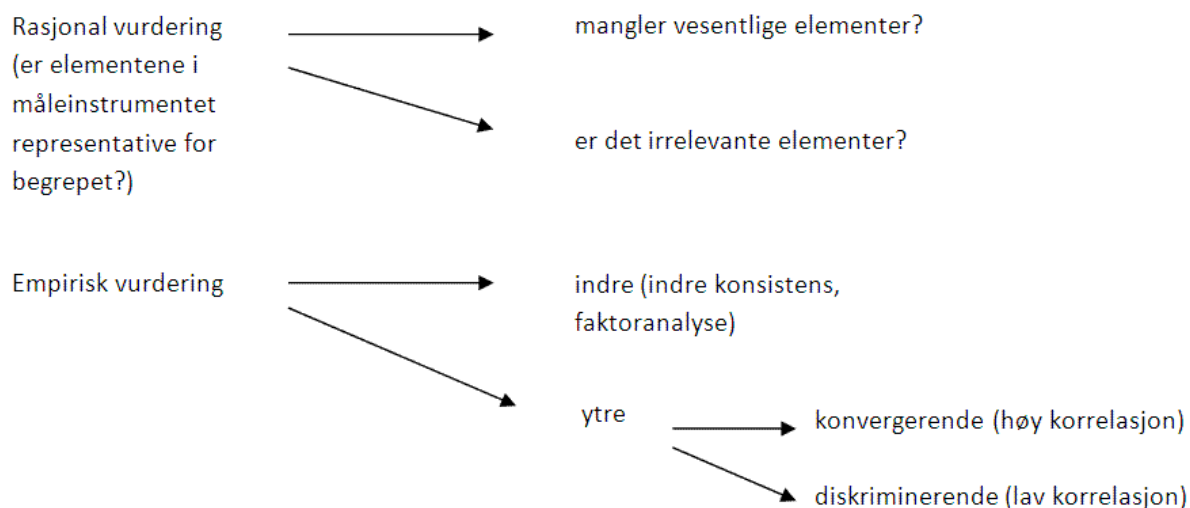 Rasjonal vurdering
(er elementene i
måleinstrumentet
representative for
begrepet?)
mangler vesentlige elementer?
er det irrelevante elementer?
Empirisk vurdering
indre (indre konsistens,
faktoranalyse)
ytre
konvergerende (høy korrelasjon)
diskriminerende (lav korrelasjon)